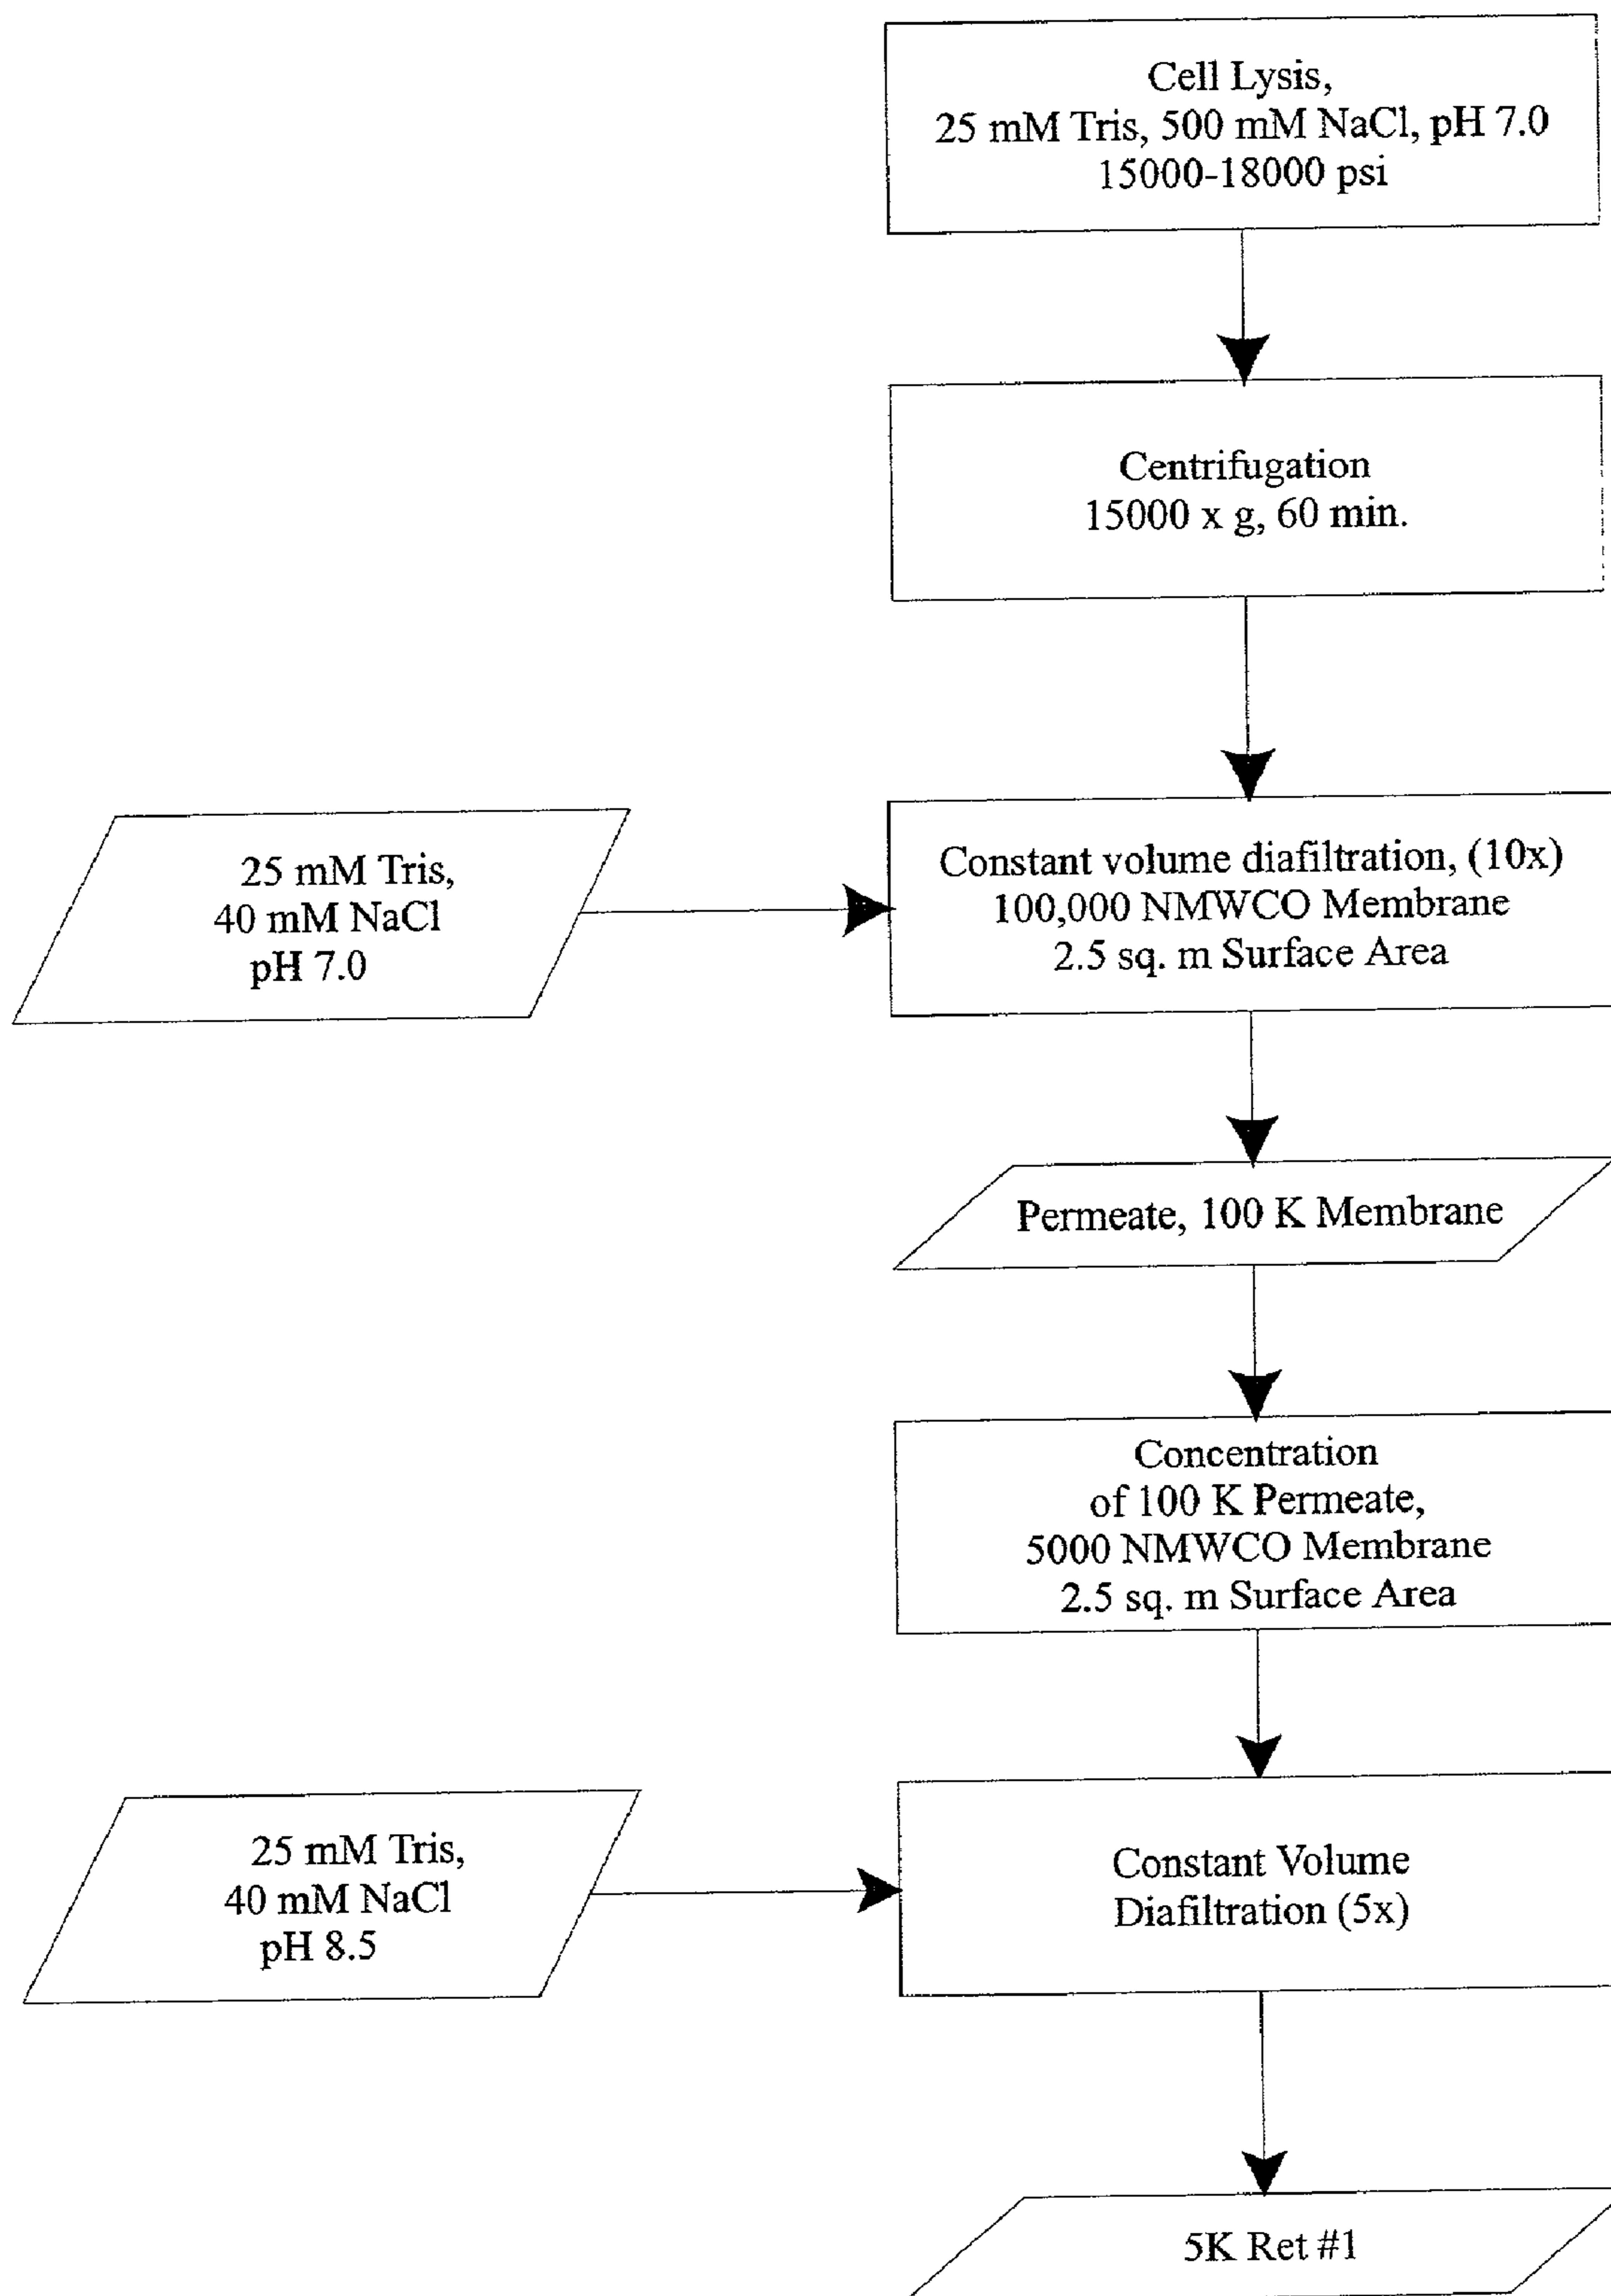 Cell Lysis,
25 mM Tris, 500 mM NaCl, pH 7.0
15000-18000 psi
Centrifugation
15000 x g, 60 min.
25 mM Tris,
40 mM NaCl
pH 7.0
Constant volume diafiltration, (10x)
100,000 NMWCO Membrane
2.5 sq. m Surface Area
Permeate, 100 K Membrane
Concentration
of 100 K Permeate,
5000 NMWCO Membrane
2.5 sq. m Surface Area
25 mM Tris,
40 mM NaCl
pH 8.5
Constant Volume
Diafiltration (5x)
5K Ret #1